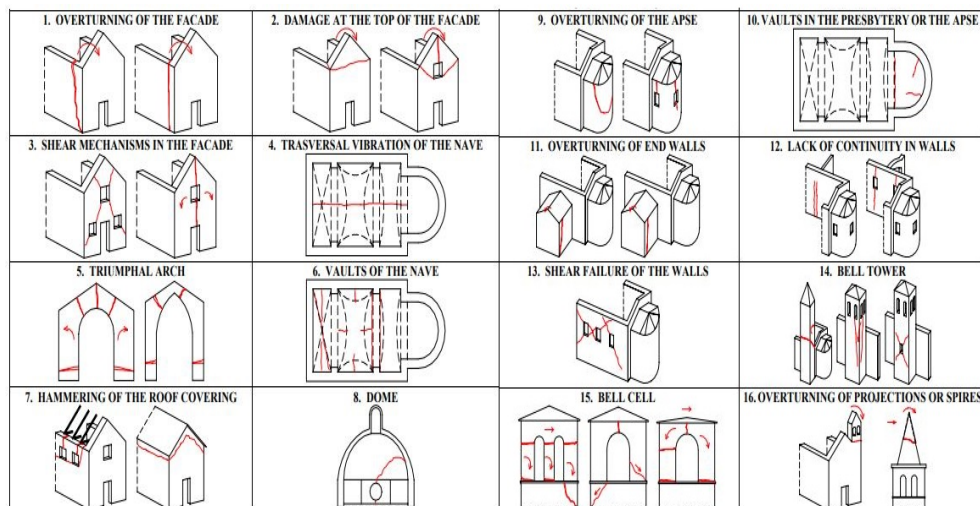 1. OVERTURNING OF THE FACADE
2. DAMAGE AT THE TOP OF THE FACADE
9. OVERTURNING OF THE APSE
10. VAULTS IN THE PRESBYTERY OR THE APSE
3. SHEAR MECHANISMS IN THE FACADE
4. TRASVERSAL VIBRATION OF THE NAVE
11. OVERTURNING OF END WALLS
12. LACK OF CONTINUITY IN WALLS
5. TRIUMPHAL ARCH
6. VAULTS OF THE NAVE
13. SHEAR FAILURE OF THE WALLS
14. BELL TOWER
7. HAMMERING OF THE ROOF COVERING
8. DOME
15. BELL CELL
16. OVERTURNING OF PROJECTIONS OR SPIRES